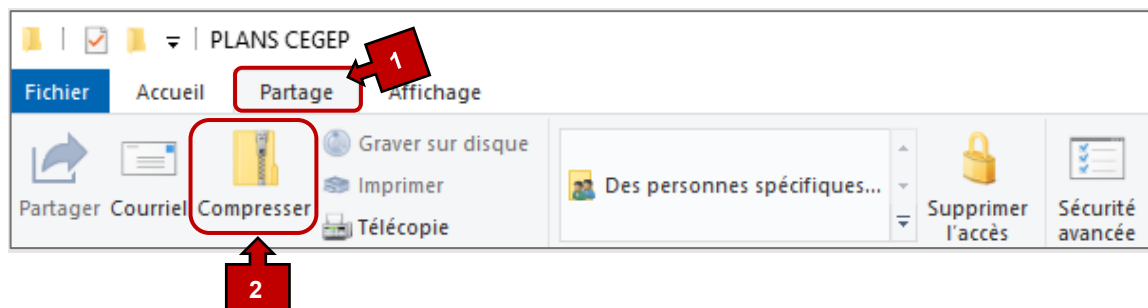 PLANS CEGEP
1
Fichier Accueil Partage Affichage
Graver sur disque
Imprimer
Télécopie
Partager Courriel Compresser
Des personnes spécifiques...
Supprimer
l'accès
Sécurité
avancée
2